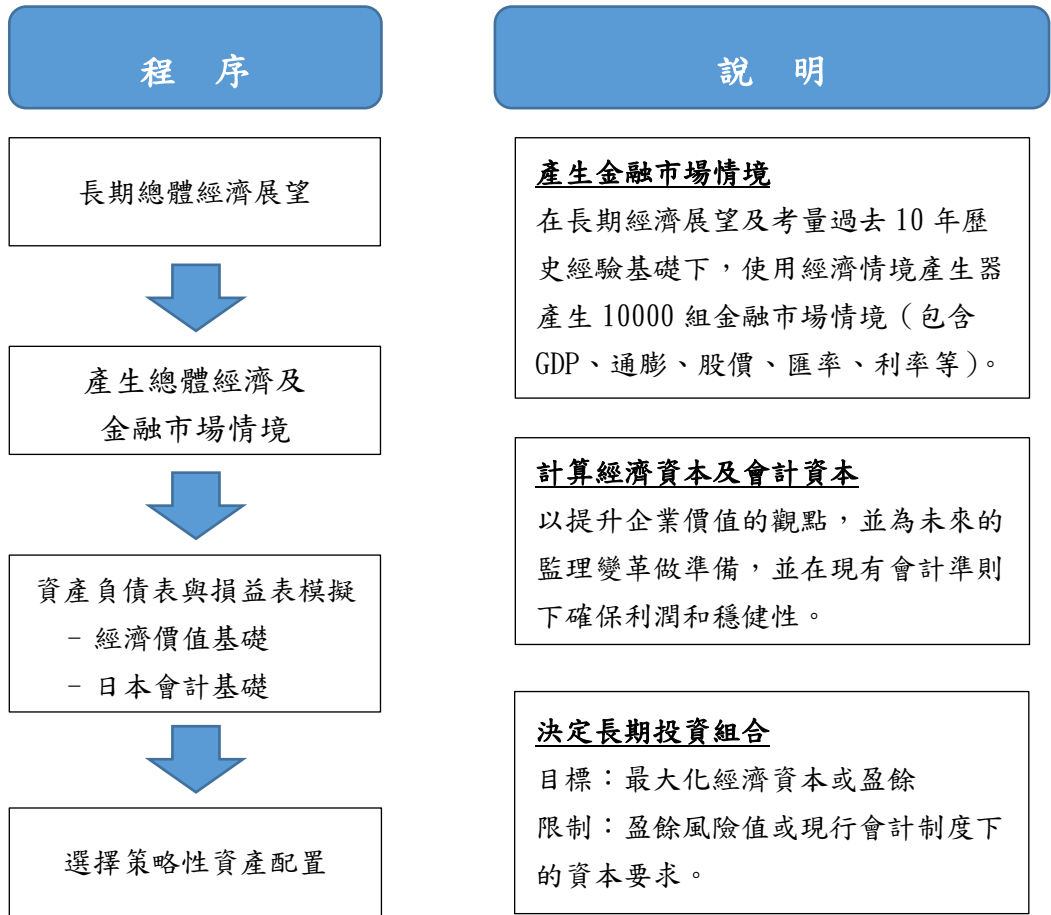 程 序
長期總體經濟展望
產生總體經濟及
金融市場情境
資產負債表與損益表模擬
- 經濟價值基礎
- 日本會計基礎
選擇策略性資產配置
說 明
產生金融市場情境
在長期經濟展望及考量過去 10 年歷
史經驗基礎下，使用經濟情境產生器
產生 10000 組金融市場情境（包含
GDP、通膨、股價、匯率、利率等）。
計算經濟資本及會計資本
以提升企業價值的觀點，並為未來的
監理變革做準備，並在現有會計準則
下確保利潤和穩健性。
決定長期投資組合
目標：最大化經濟資本或盈餘
限制：盈餘風險值或現行會計制度下
的資本要求。